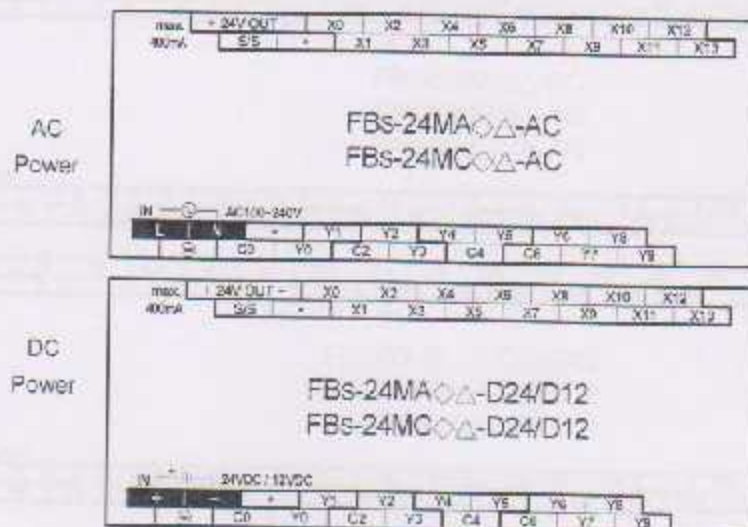 max. + 24V OUT X0 X2 X4 X6 X8 X10 X12
400mA S/S • X1 X3 X5 X7 X9 X11 X13
AC
Power
FBs-24MA◇△-AC
FBs-24MC◇△-AC
IN AC100~240V
L N • Y1 Y2 Y4 Y5 Y6 Y8
C0 Y0 C2 Y3 C4 C6 Y7 Y9
max. + 24V OUT - X0 X2 X4 X6 X8 X10 X12
400mA S/S • X1 X3 X5 X7 X9 X11 X13
DC
Power
FBs-24MA◇△-D24/D12
FBs-24MC◇△-D24/D12
IN + - 24VDC / 12VDC
+ - • Y1 Y2 Y4 Y5 Y6 Y8
C0 Y0 C2 Y3 C4 C6 Y7 Y9